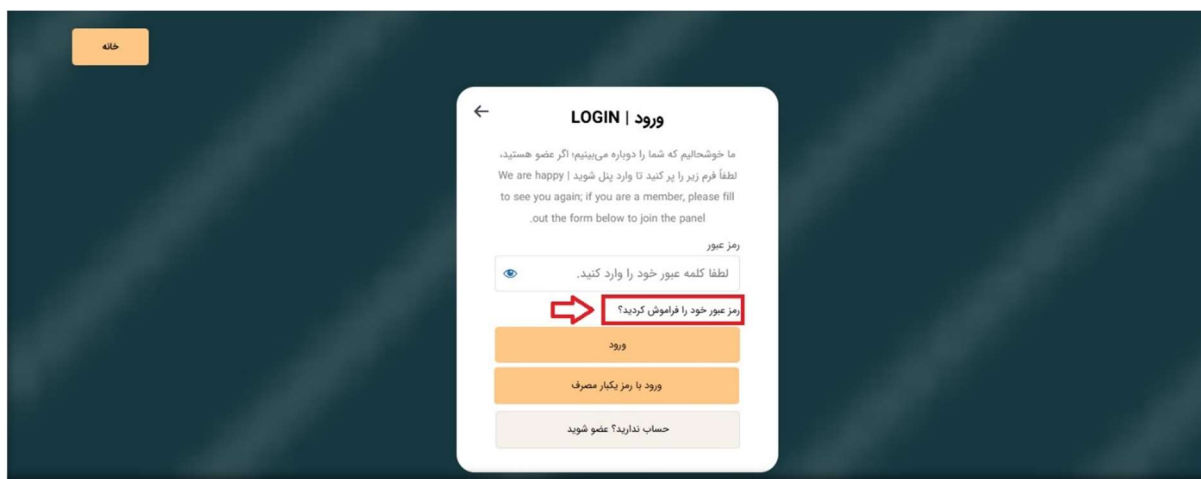 خانه
ورود | LOGIN
ما خوشحالیم که شما را دوباره می‌بینیم؛ اگر عضو هستید،
لطفاً فرم زیر را پر کنید تا وارد پنل شوید | We are happy
to see you again; if you are a member, please fill
out the form below to join the panel.
رمز عبور
لطفا کلمه عبور خود را وارد کنید.
رمز عبور خود را فراموش کردید؟
ورود
ورود با رمز یکبار مصرف
حساب ندارید؟ عضو شوید